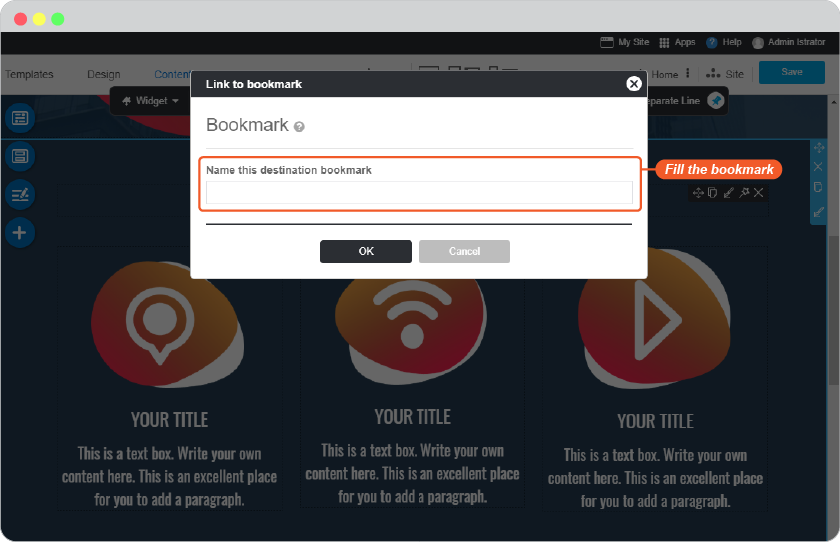 My Site Apps Help Admin Istrator
Templates Design Content Home Site Save
Link to bookmark
Widget
eparate Line
Bookmark
Name this destination bookmark
Fill the bookmark
OK Cancel
YOUR TITLE
This is a text box. Write your own
content here. This is an excellent place
for you to add a paragraph.
YOUR TITLE
This is a text box. Write your own
content here. This is an excellent place
for you to add a paragraph.
YOUR TITLE
This is a text box. Write your own
content here. This is an excellent place
for you to add a paragraph.